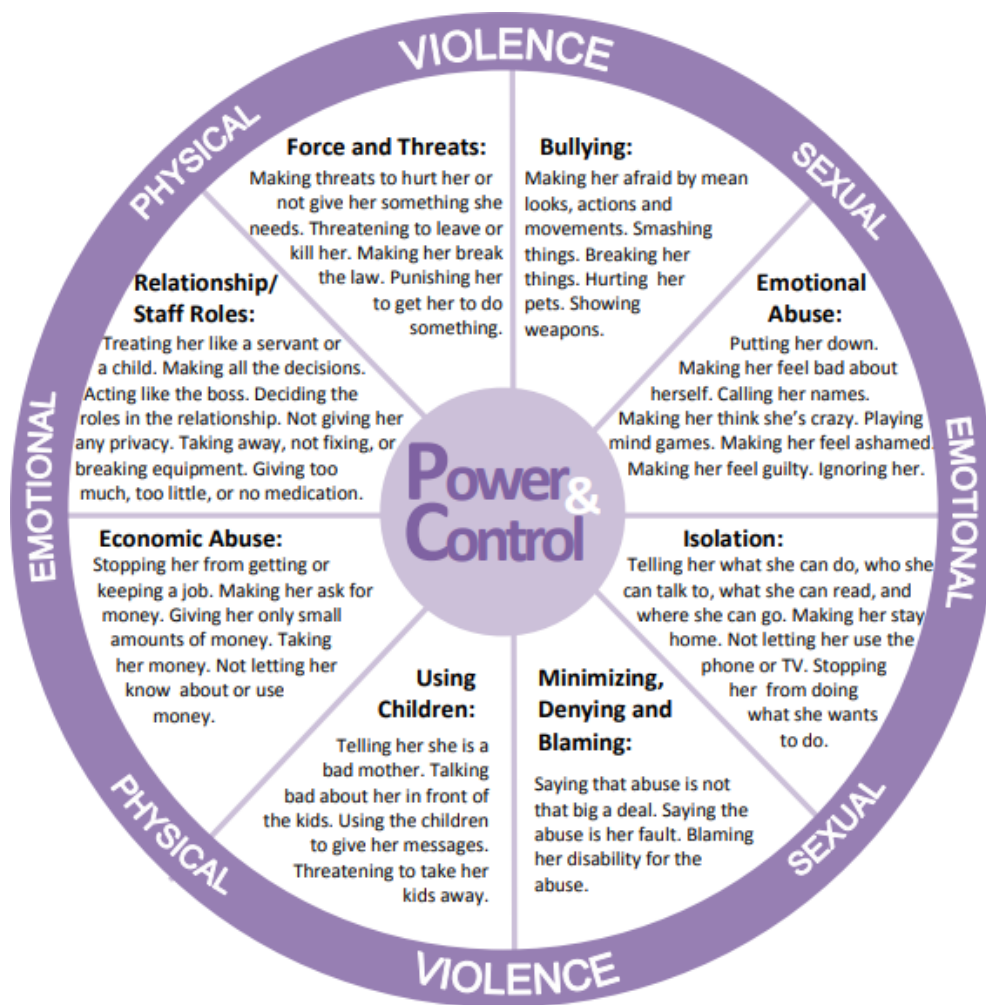 VIOLENCE
PHYSICAL
SEXUAL
Force and Threats:
Making threats to hurt her or
not give her something she
needs. Threatening to leave or
kill her. Making her break
the law. Punishing her
to get her to do
something.
Bullying:
Making her afraid by mean
looks, actions and
movements. Smashing
things. Breaking her
things. Hurting her
pets. Showing
weapons.
Relationship/
Staff Roles:
Treating her like a servant or
a child. Making all the decisions.
Acting like the boss. Deciding the
roles in the relationship. Not giving her
any privacy. Taking away, not fixing, or
breaking equipment. Giving too
much, too little, or no medication.
Emotional
Abuse:
Putting her down.
Making her feel bad about
herself. Calling her names.
Making her think she's crazy. Playing
mind games. Making her feel ashamed.
Making her feel guilty. Ignoring her.
EMOTIONAL
Power &
Control
EMOTIONAL
Economic Abuse:
Stopping her from getting or
keeping a job. Making her ask for
money. Giving her only small
amounts of money. Taking
her money. Not letting her
know about or use
money.
Isolation:
Telling her what she can do, who she
can talk to, what she can read, and
where she can go. Making her stay
home. Not letting her use the
phone or TV. Stopping
her from doing
what she wants
to do.
Using
Children:
Telling her she is a
bad mother. Talking
bad about her in front of
the kids. Using the children
to give her messages.
Threatening to take her
kids away.
Minimizing,
Denying and
Blaming:
Saying that abuse is not
that big a deal. Saying the
abuse is her fault. Blaming
her disability for the
abuse.
PHYSICAL
SEXUAL
VIOLENCE